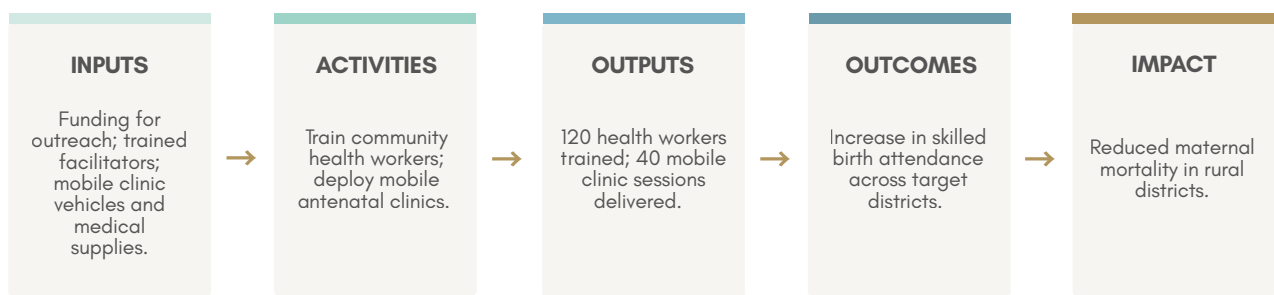 INPUTS
Funding for
outreach; trained
facilitators;
mobile clinic
vehicles and
medical
supplies.
ACTIVITIES
Train community
health workers;
deploy mobile
antenatal clinics.
OUTPUTS
120 health workers
trained; 40 mobile
clinic sessions
delivered.
OUTCOMES
Increase in skilled
birth attendance
across target
districts.
IMPACT
Reduced maternal
mortality in rural
districts.